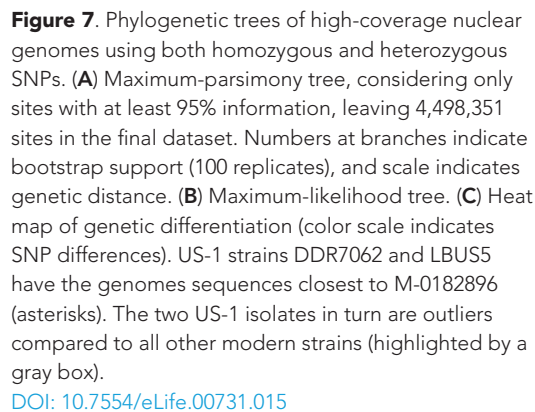 Figure 7. Phylogenetic trees of high-coverage nuclear
genomes using both homozygous and heterozygous
SNPs. (A) Maximum-parsimony tree, considering only
sites with at least 95% information, leaving 4,498,351
sites in the final dataset. Numbers at branches indicate
bootstrap support (100 replicates), and scale indicates
genetic distance. (B) Maximum-likelihood tree. (C) Heat
map of genetic differentiation (color scale indicates
SNP differences). US-1 strains DDR7062 and LBUS5
have the genomes sequences closest to M-0182896
(asterisks). The two US-1 isolates in turn are outliers
compared to all other modern strains (highlighted by a
gray box).
DOI: 10.7554/eLife.00731.015